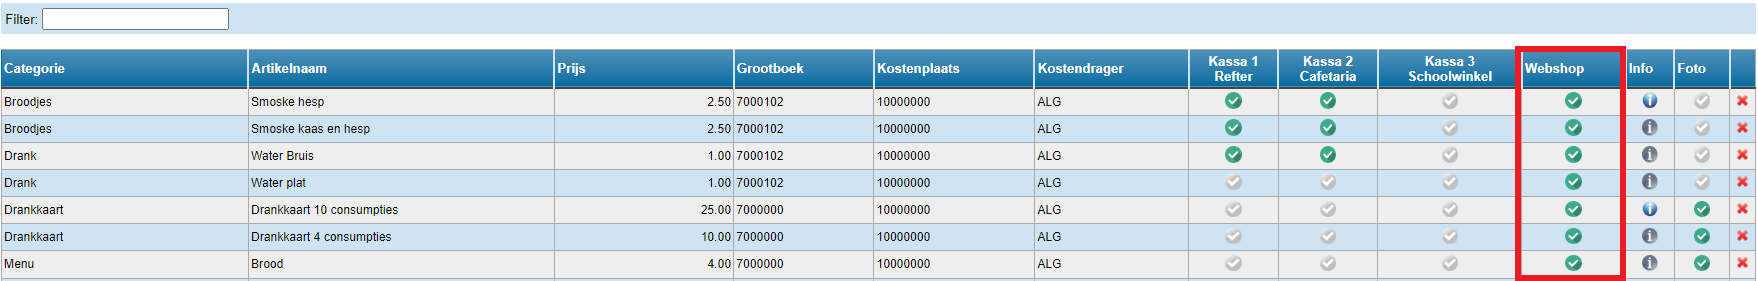 Filter:
Categorie Artikelnaam Prijs Grootboek Kostenplaats Kostendrager Kassa 1 Refter Kassa 2 Cafetaria Kassa 3 Schoolwinkel Webshop Info Foto
Broodjes Smoske hesp 2.50 7000102 10000000 ALG
Broodjes Smoske kaas en hesp 2.50 7000102 10000000 ALG
Drank Water Bruis 1.00 7000102 10000000 ALG
Drank Water plat 1.00 7000102 10000000 ALG
Drankkaart Drankkaart 10 consumpties 25.00 7000000 10000000 ALG
Drankkaart Drankkaart 4 consumpties 10.00 7000000 10000000 ALG
Menu Brood 4.00 7000000 10000000 ALG